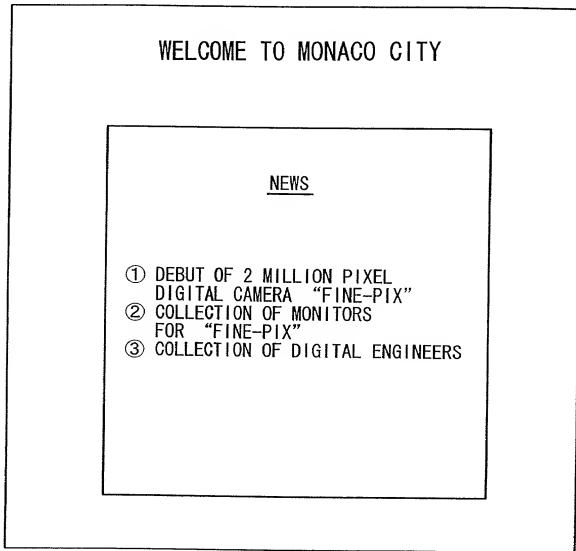 WELCOME TO MONACO CITY
NEWS
① DEBUT OF 2 MILLION PIXEL
DIGITAL CAMERA “FINE-PIX”
② COLLECTION OF MONITORS
FOR “FINE-PIX”
③ COLLECTION OF DIGITAL ENGINEERS